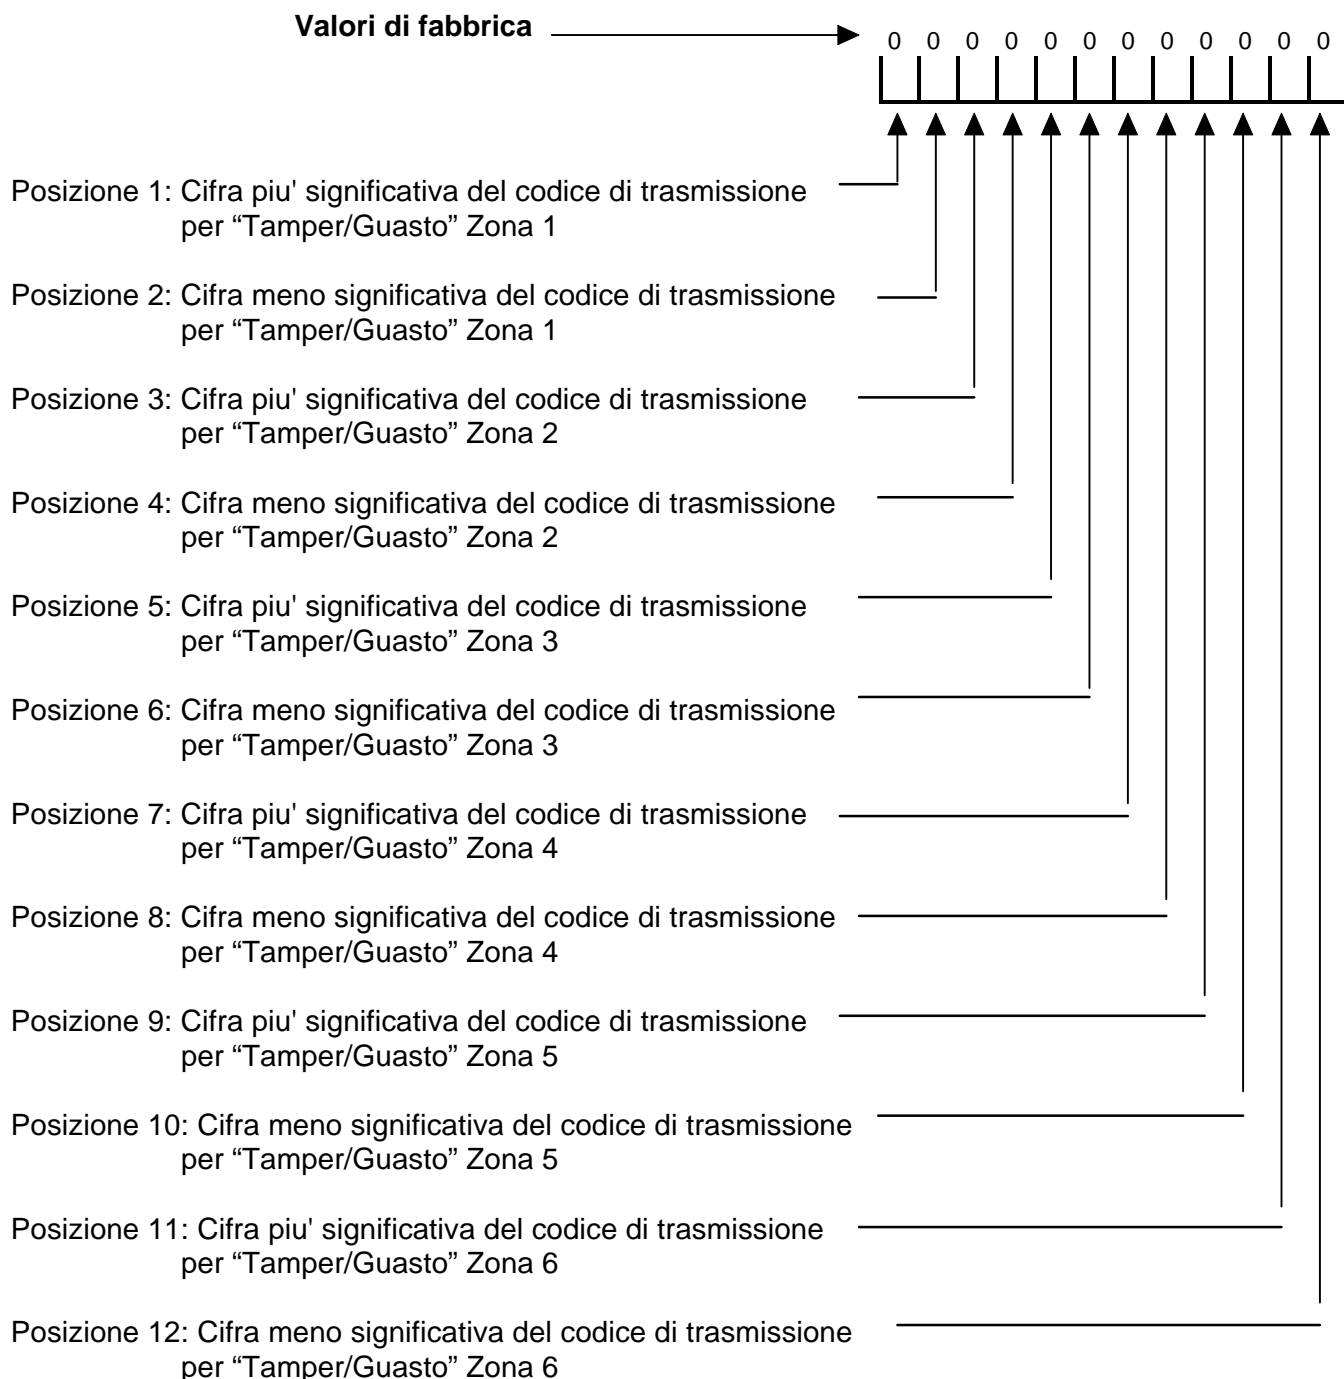 Valori di fabbrica
0 0 0 0 0 0 0 0 0 0 0 0
Posizione 1: Cifra piu' significativa del codice di trasmissione
per “Tamper/Guasto” Zona 1
Posizione 2: Cifra meno significativa del codice di trasmissione
per “Tamper/Guasto” Zona 1
Posizione 3: Cifra piu' significativa del codice di trasmissione
per “Tamper/Guasto” Zona 2
Posizione 4: Cifra meno significativa del codice di trasmissione
per “Tamper/Guasto” Zona 2
Posizione 5: Cifra piu' significativa del codice di trasmissione
per “Tamper/Guasto” Zona 3
Posizione 6: Cifra meno significativa del codice di trasmissione
per “Tamper/Guasto” Zona 3
Posizione 7: Cifra piu' significativa del codice di trasmissione
per “Tamper/Guasto” Zona 4
Posizione 8: Cifra meno significativa del codice di trasmissione
per “Tamper/Guasto” Zona 4
Posizione 9: Cifra piu' significativa del codice di trasmissione
per “Tamper/Guasto” Zona 5
Posizione 10: Cifra meno significativa del codice di trasmissione
per “Tamper/Guasto” Zona 5
Posizione 11: Cifra piu' significativa del codice di trasmissione
per “Tamper/Guasto” Zona 6
Posizione 12: Cifra meno significativa del codice di trasmissione
per “Tamper/Guasto” Zona 6